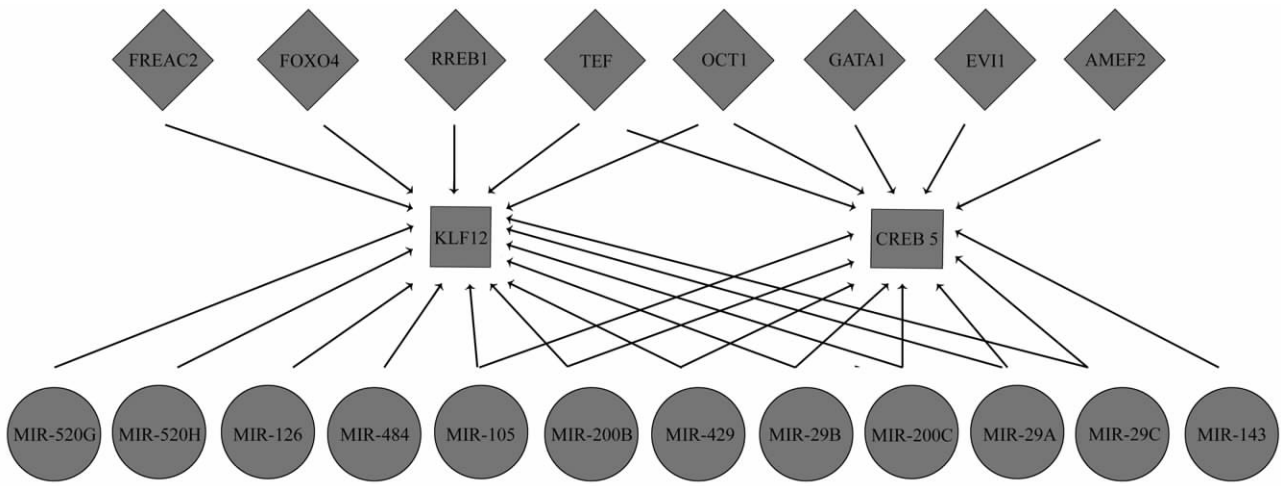 FREAC2
FOXO4
RREB1
TEF
OCT1
GATA1
EVI1
AMEF2
KLF12
CREB 5
MIR-520G
MIR-520H
MIR-126
MIR-484
MIR-105
MIR-200B
MIR-429
MIR-29B
MIR-200C
MIR-29A
MIR-29C
MIR-143